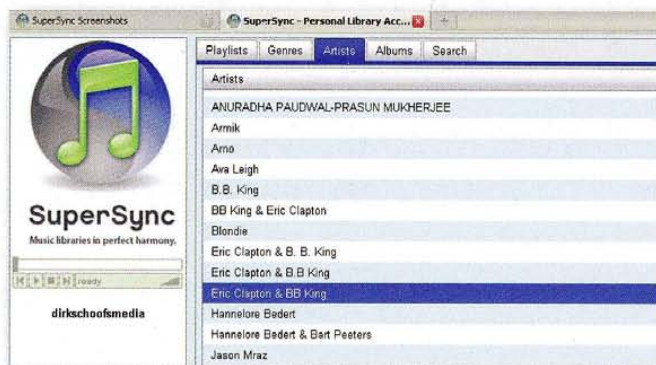 SuperSync Screenshots
SuperSync - Personal Library Acc...
Playlists Genres Artists Albums Search
Artists
ANURADHA PAUDWAL-PRASUN MUKHERJEE
Armik
Arno
Ava Leigh
B.B. King
BB King & Eric Clapton
Blondie
Eric Clapton & B. B. King
Eric Clapton & B.B King
Eric Clapton & BB King
Hannelore Bedert
Hannelore Bedert & Bart Peeters
Jason Mraz
SuperSync
Music libraries in perfect harmony.
ready
dirkschoofsmedia